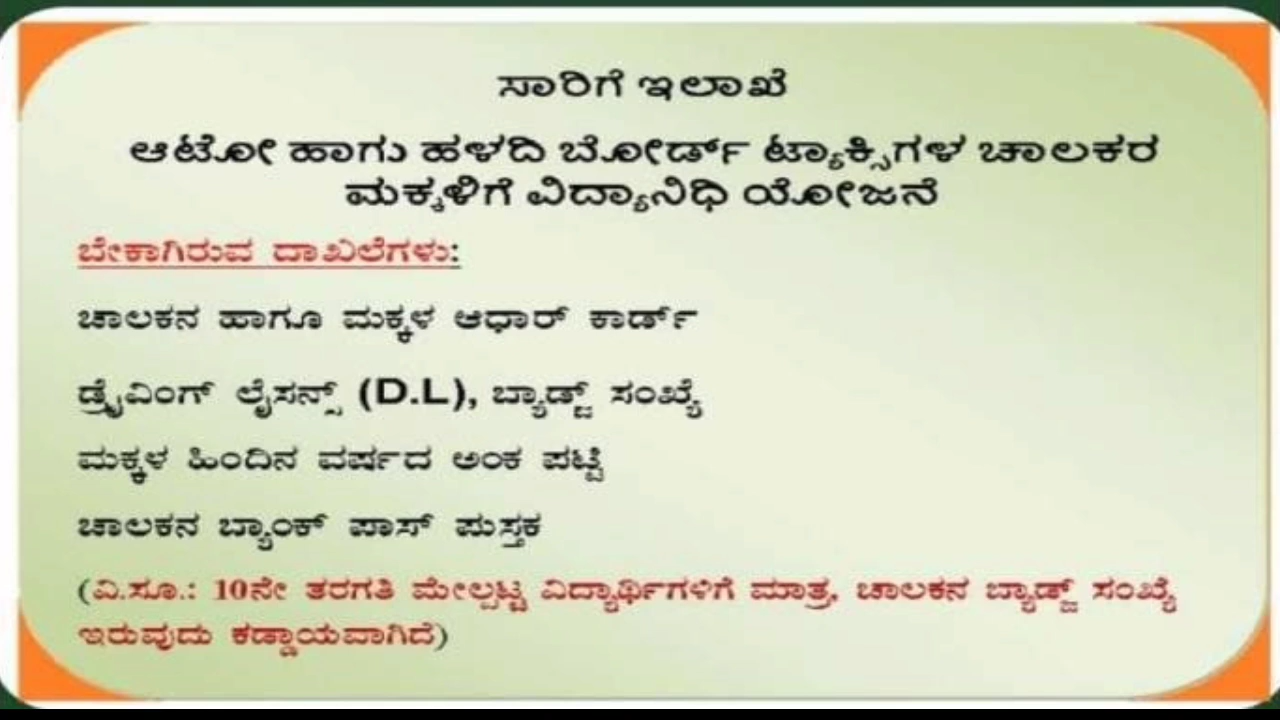 ಸಾರಿಗೆ ಇಲಾಖೆ
ಆಟೋ ಹಾಗು ಹಳದಿ ಬೋರ್ಡ್ ಟ್ಯಾಕ್ಸಿಗಳ ಚಾಲಕರ
ಮಕ್ಕಳಿಗೆ ವಿದ್ಯಾನಿಧಿ ಯೋಜನೆ
ಬೇಕಾಗಿರುವ ದಾಖಲೆಗಳು:
ಚಾಲಕನ ಹಾಗೂ ಮಕ್ಕಳ ಆಧಾರ್ ಕಾರ್ಡ್
ಡ್ರೈವಿಂಗ್ ಲೈಸನ್ಸ್ (D.L), ಬ್ಯಾಡ್ಜ್ ಸಂಖ್ಯೆ
ಮಕ್ಕಳ ಹಿಂದಿನ ವರ್ಷದ ಅಂಕ ಪಟ್ಟಿ
ಚಾಲಕನ ಬ್ಯಾಂಕ್ ಪಾಸ್ ಪುಸ್ತಕ
(ವಿ.ಸೂ.: 10ನೇ ತರಗತಿ ಮೇಲ್ಪಟ್ಟ ವಿದ್ಯಾರ್ಥಿಗಳಿಗೆ ಮಾತ್ರ, ಚಾಲಕನ ಬ್ಯಾಡ್ಜ್ ಸಂಖ್ಯೆ
ಇರುವುದು ಕಡ್ಡಾಯವಾಗಿದೆ)